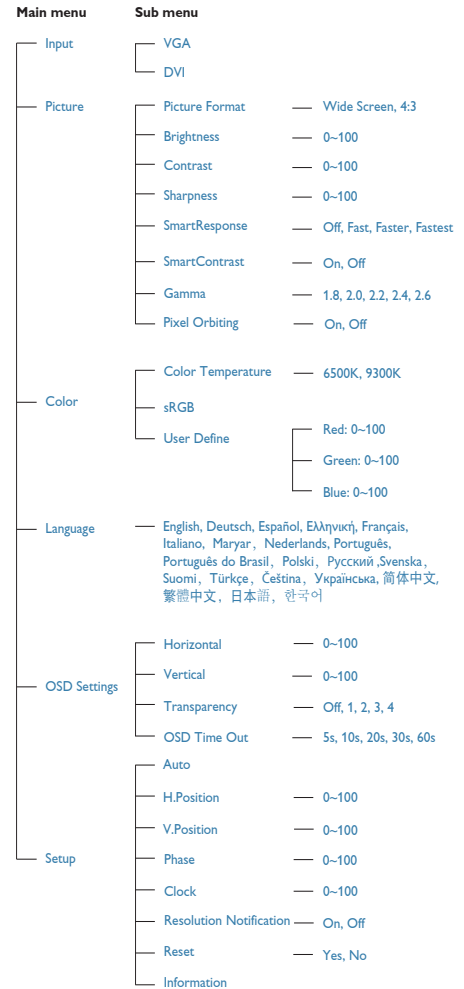 Main menu Sub menu
Input VGA
DVI
Picture Picture Format Wide Screen, 4:3
Brightness 0~100
Contrast 0~100
Sharpness 0~100
SmartResponse Off, Fast, Faster, Fastest
SmartContrast On, Off
Gamma 1.8, 2.0, 2.2, 2.4, 2.6
Pixel Orbiting On, Off
Color Temperature 6500K, 9300K
Color sRGB
User Define Red: 0~100
Green: 0~100
Blue: 0~100
Language English, Deutsch, Español, Ελληνική, Français,
Italiano, Maryar, Nederlands, Português,
Português do Brasil, Polski, Русский ,Svenska,
Suomi, Türkçe, Čeština, Українська, 简体中文,
繁體中文, 日本語, 한국어
Horizontal 0~100
Vertical 0~100
OSD Settings
Transparency Off, 1, 2, 3, 4
OSD Time Out 5s, 10s, 20s, 30s, 60s
Auto
H.Position 0~100
V.Position 0~100
Setup Phase 0~100
Clock 0~100
Resolution Notification On, Off
Reset Yes, No
Information